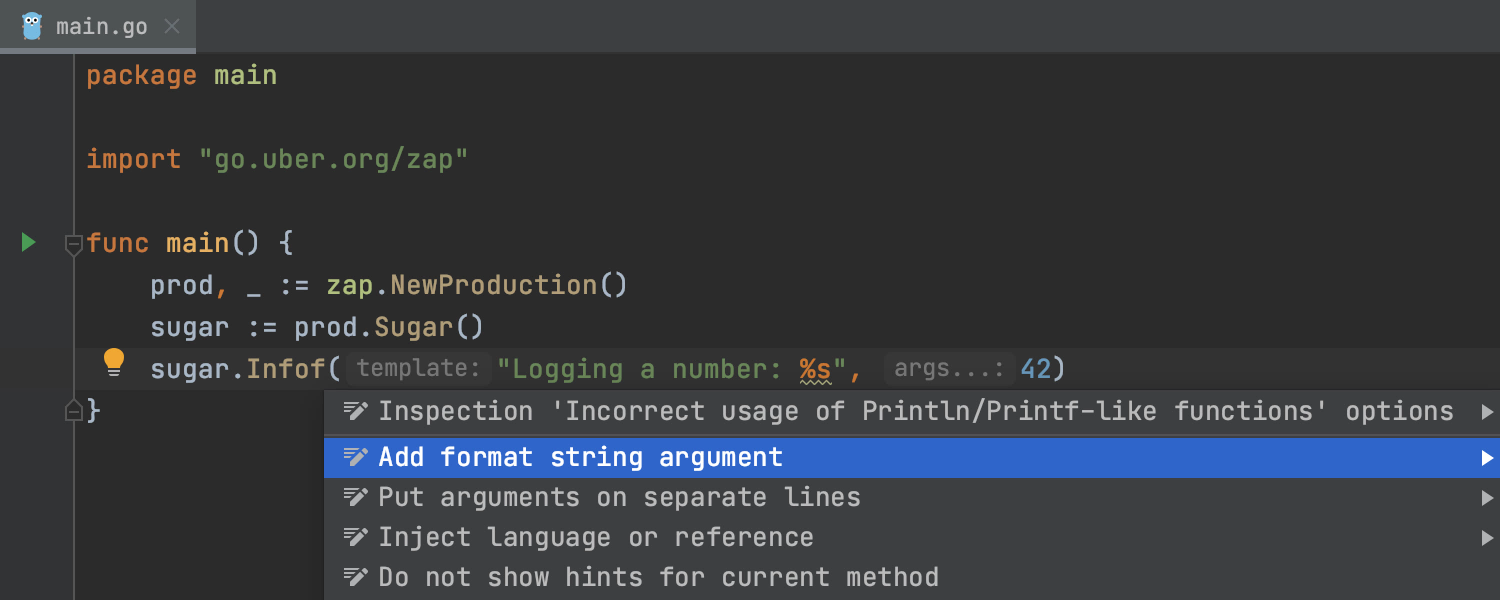 main.go
package main
import "go.uber.org/zap"
func main() {
prod, _ := zap.NewProduction()
sugar := prod.Sugar()
sugar.Infof( template: "Logging a number: %s", args...: 42)
}
Inspection 'Incorrect usage of Println/Printf-like functions' options
Add format string argument
Put arguments on separate lines
Inject language or reference
Do not show hints for current method